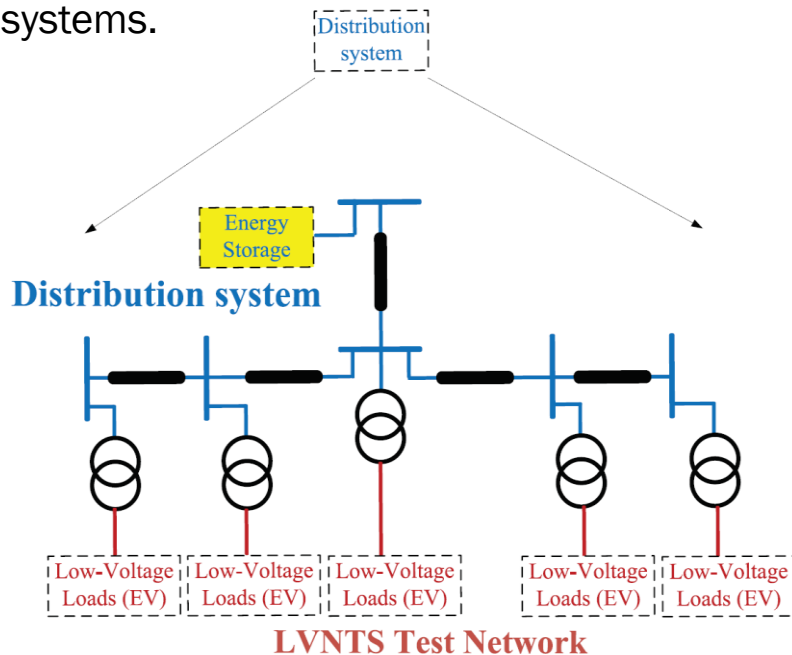 systems.
Distribution
system
Energy
Storage
Distribution system
Low-Voltage
Loads (EV)
Low-Voltage
Loads (EV)
Low-Voltage
Loads (EV)
Low-Voltage
Loads (EV)
Low-Voltage
Loads (EV)
LVNTS Test Network